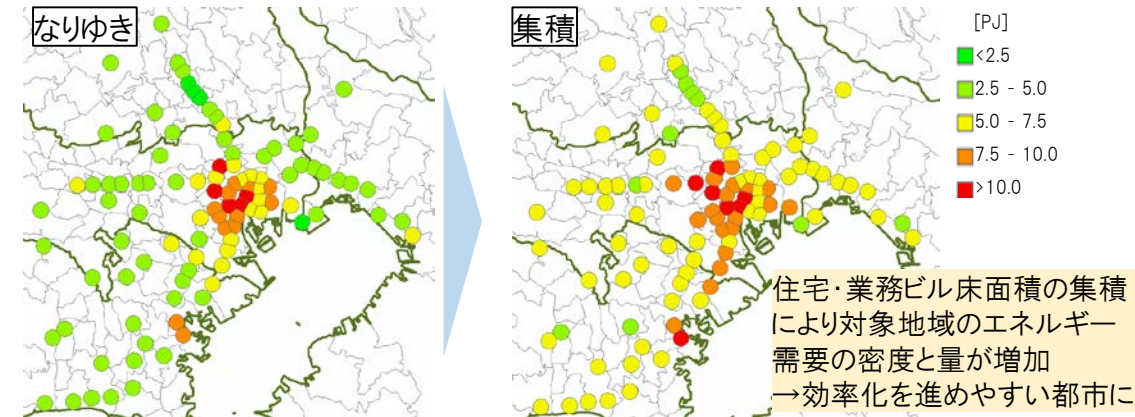 なりゆき
集積
[PJ]
<2.5
2.5 - 5.0
5.0 - 7.5
7.5 - 10.0
>10.0
住宅・業務ビル床面積の集積
により対象地域のエネルギー
需要の密度と量が増加
→効率化を進めやすい都市に